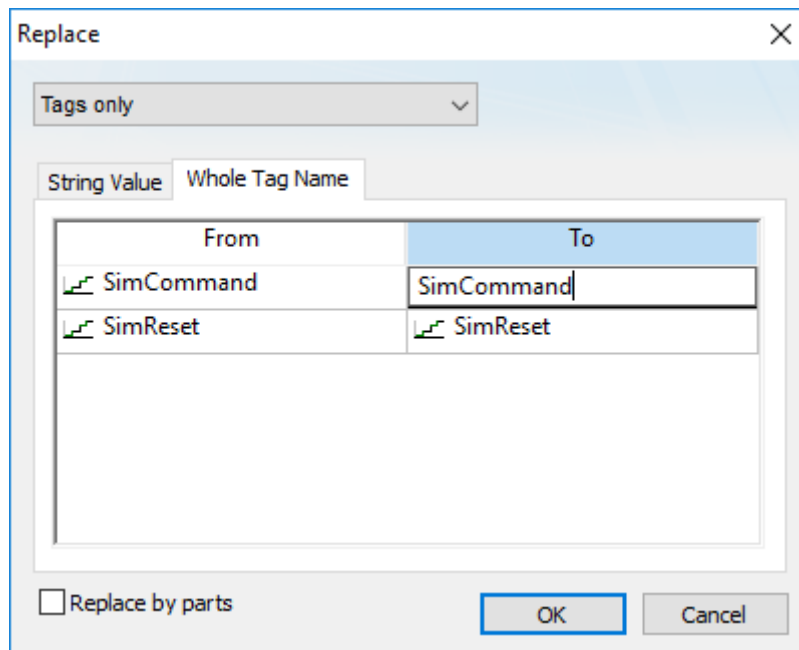 Replace
Tags only
String Value Whole Tag Name
From To
SimCommand SimCommand
SimReset SimReset
Replace by parts
OK Cancel